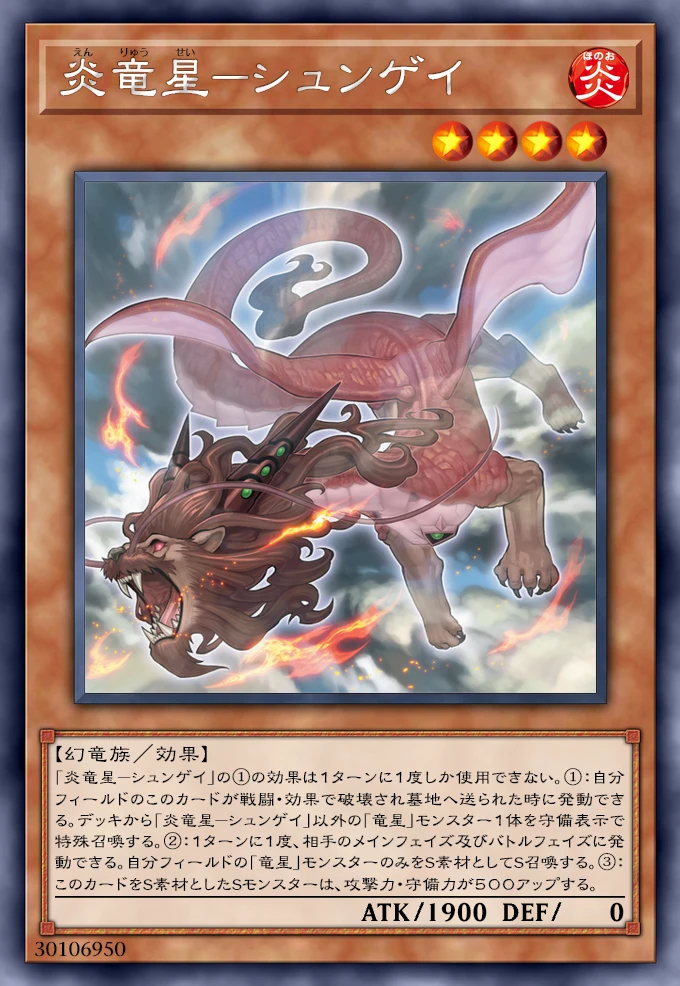 えん りゅう せい
炎竜星−シュンゲイ
ほのお
炎
【幻竜族/効果】
「炎竜星−シュンゲイ」の①の効果は1ターンに1度しか使用できない。①:自分
フィールドのこのカードが戦闘・効果で破壊され墓地へ送られた時に発動でき
る。デッキから「炎竜星−シュンゲイ」以外の「竜星」モンスター1体を守備表示で
特殊召喚する。②:1ターンに1度、相手のメインフェイズ及びバトルフェイズに発
動できる。自分フィールドの「竜星」モンスターのみをS素材としてS召喚する。③:
このカードをS素材としたSモンスターは、攻撃力・守備力が500アップする。
ATK/1900 DEF/ 0
30106950